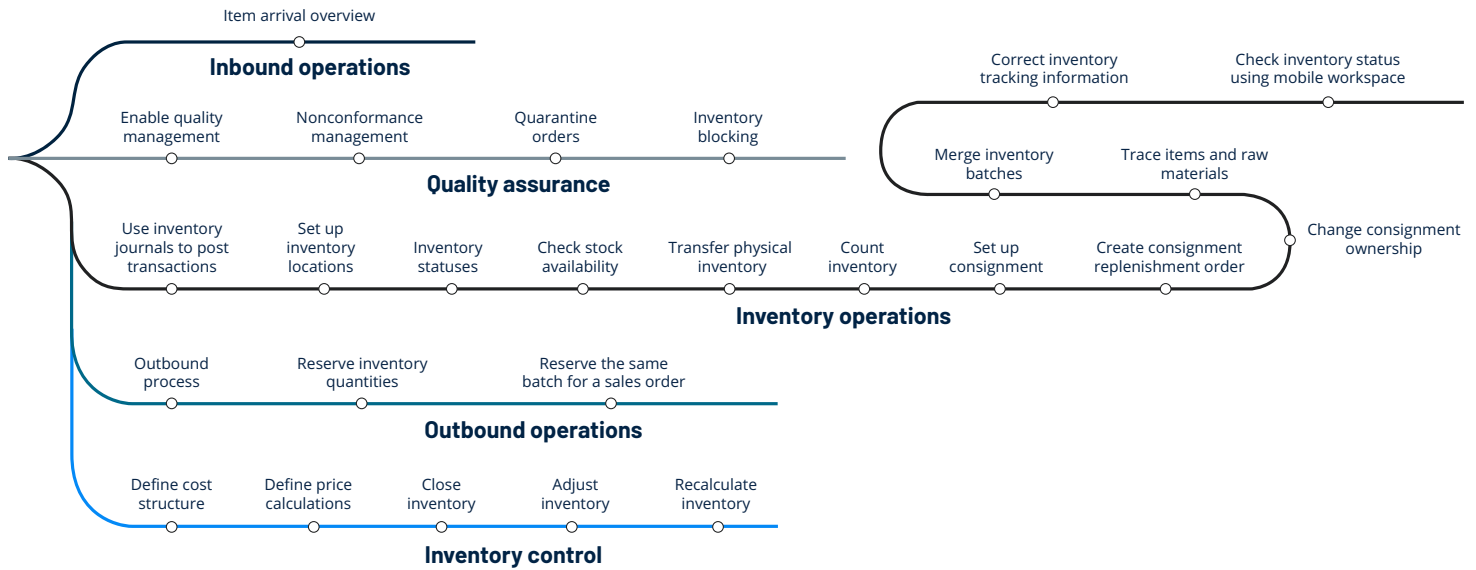 Item arrival overview
Inbound operations
Enable quality
management
Nonconformance
management
Quarantine
orders
Inventory
blocking
Quality assurance
Use inventory
journals to post
transactions
Set up
inventory
locations
Inventory
statuses
Check stock
availability
Transfer physical
inventory
Count
inventory
Set up
consignment
Create consignment
replenishment order
Change consignment
ownership
Merge inventory
batches
Trace items and raw
materials
Correct inventory
tracking information
Check inventory status
using mobile workspace
Inventory operations
Outbound
process
Reserve inventory
quantities
Reserve the same
batch for a sales order
Outbound operations
Define cost
structure
Define price
calculations
Close
inventory
Adjust
inventory
Recalculate
inventory
Inventory control